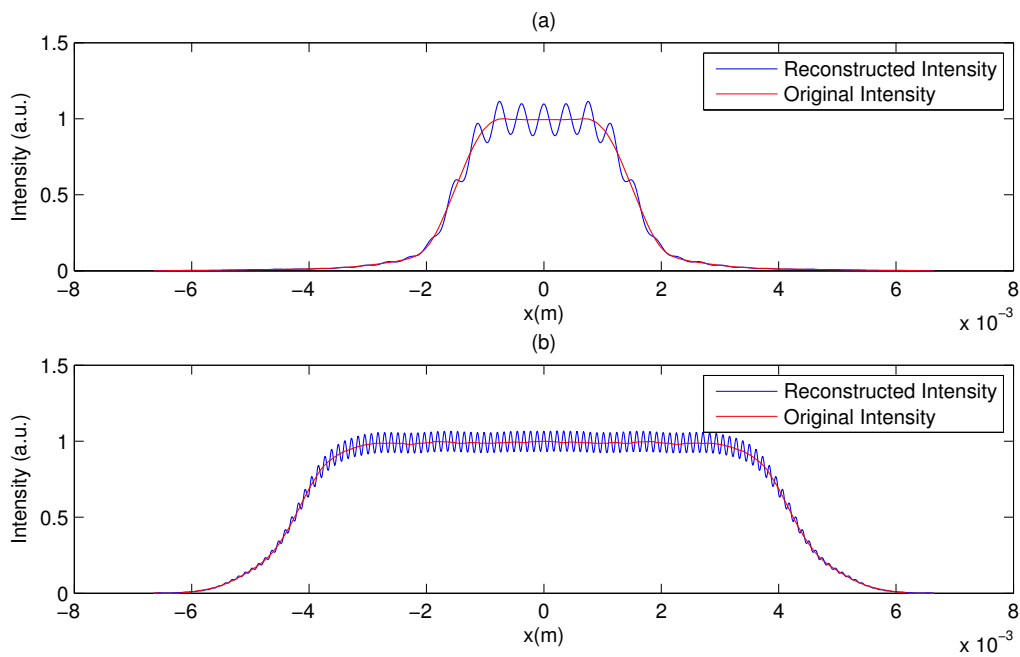 (a)
1.5
1
0.5
0
Intensity (a.u.)
Reconstructed Intensity
Original Intensity
−8 −6 −4 −2 0 2 4 6 8
x(m)
x 10−3
(b)
1.5
1
0.5
0
Intensity (a.u.)
Reconstructed Intensity
Original Intensity
−8 −6 −4 −2 0 2 4 6 8
x(m)
x 10−3